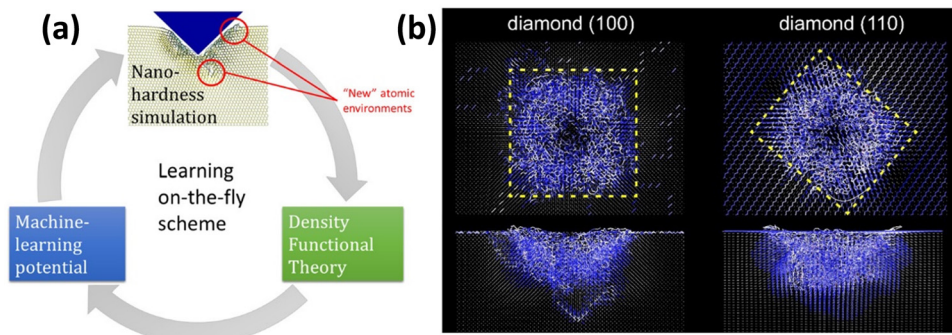 (a)
Nano-
hardness
simulation
"New" atomic
environments
Learning
on-the-fly
scheme
Machine-
learning
potential
Density
Functional
Theory
(b)
diamond (100)
diamond (110)